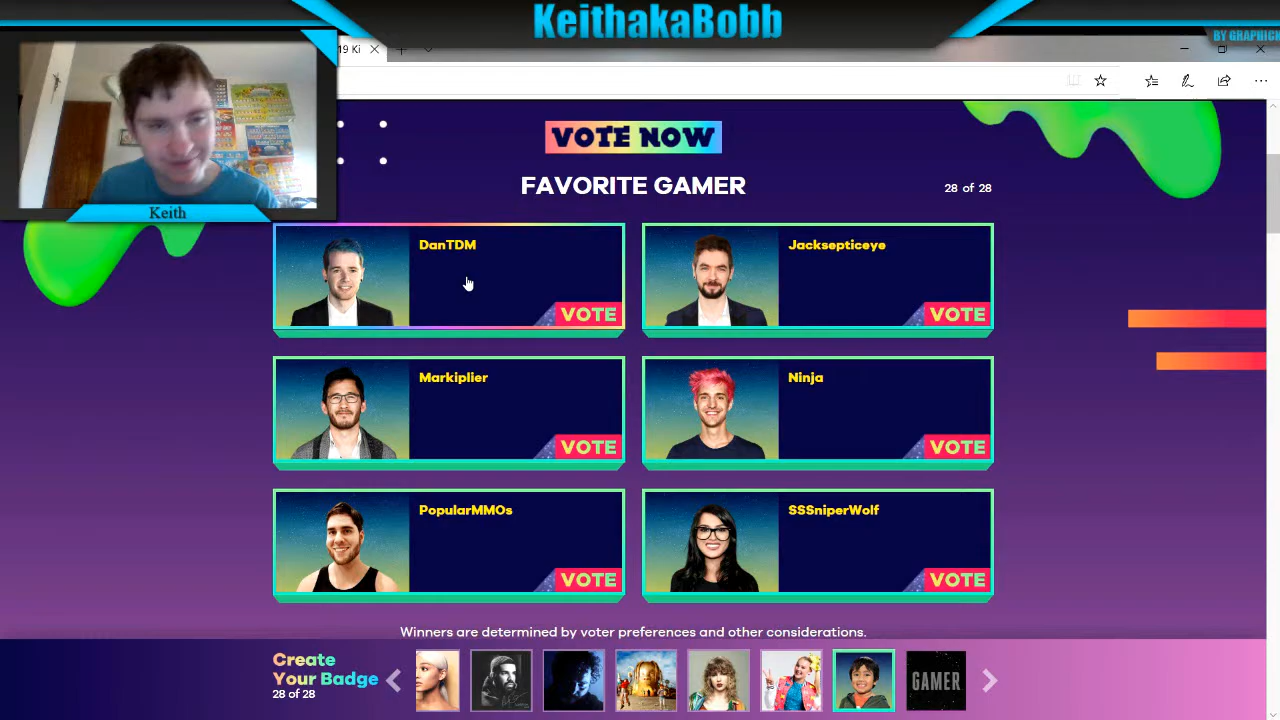 KeithakaBobb
BY GRAPHICK
19 Ki
Keith
VOTE NOW
FAVORITE GAMER
28 of 28
DanTDM
VOTE
Jacksepticeye
VOTE
Markiplier
VOTE
Ninja
VOTE
PopularMMOs
VOTE
SSSniperWolf
VOTE
Winners are determined by voter preferences and other considerations.
Create
Your Badge
28 of 28
GAMER